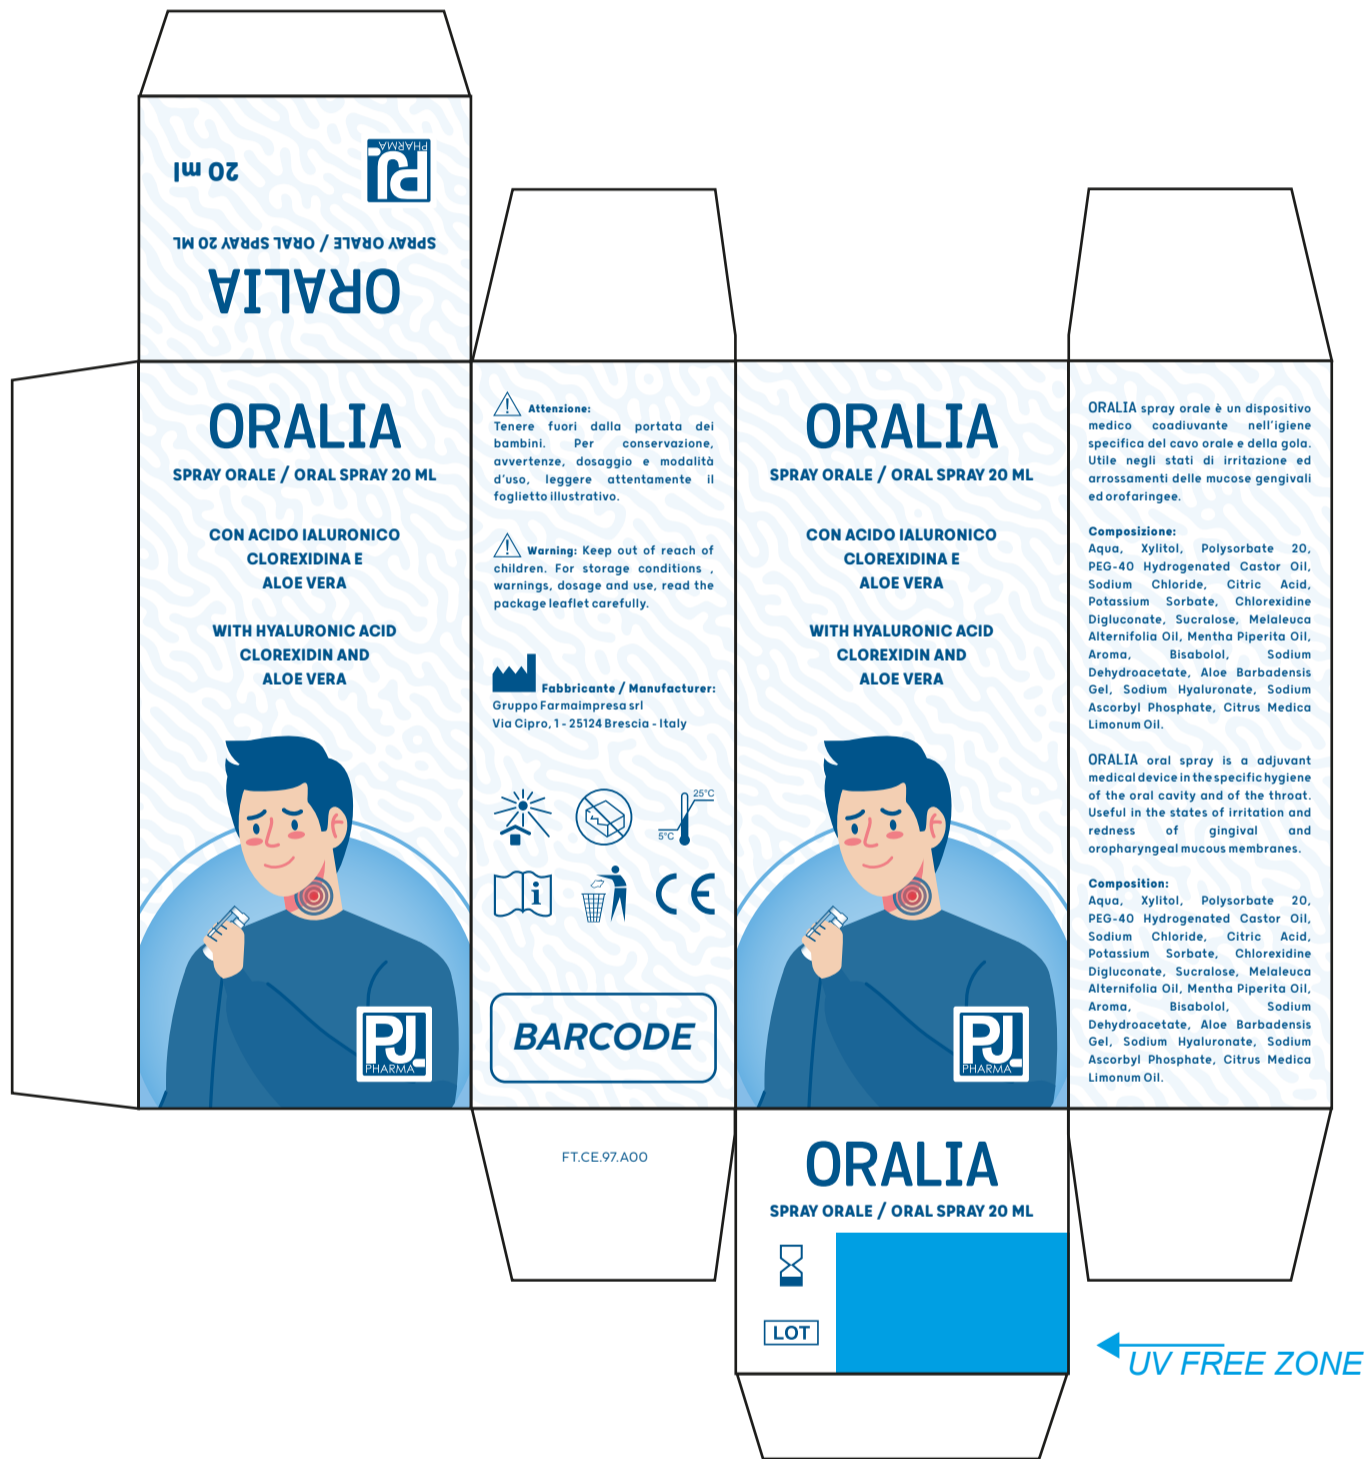 20 ml
PJ
PHARMA
SPRAY ORALE / ORAL SPRAY 20 ML
ORALIA
ORALIA
SPRAY ORALE / ORAL SPRAY 20 ML
CON ACIDO IALURONICO
CLOREXIDINA E
ALOE VERA
WITH HYALURONIC ACID
CLOREXIDIN AND
ALOE VERA
PJ
PHARMA
Attenzione:
Tenere fuori dalla portata dei
bambini. Per conservazione,
avvertenze, dosaggio e modalità
d'uso, leggere attentamente il
foglietto illustrativo.
Warning: Keep out of reach of
children. For storage conditions ,
warnings, dosage and use, read the
package leaflet carefully.
Fabbricante / Manufacturer:
Gruppo Farmaimpresa srl
Via Cipro, 1 - 25124 Brescia - Italy
25°C
5°C
i
CE
BARCODE
FT.CE.97.A00
ORALIA
SPRAY ORALE / ORAL SPRAY 20 ML
CON ACIDO IALURONICO
CLOREXIDINA E
ALOE VERA
WITH HYALURONIC ACID
CLOREXIDIN AND
ALOE VERA
PJ
PHARMA
ORALIA
SPRAY ORALE / ORAL SPRAY 20 ML
LOT
ORALIA spray orale è un dispositivo
medico coadiuvante nell'igiene
specifica del cavo orale e della gola.
Utile negli stati di irritazione ed
arrossamenti delle mucose gengivali
ed orofaringee.
Composizione:
Aqua, Xylitol, Polysorbate 20,
PEG-40 Hydrogenated Castor Oil,
Sodium Chloride, Citric Acid,
Potassium Sorbate, Chlorexidine
Digluconate, Sucralose, Melaleuca
Alternifolia Oil, Mentha Piperita Oil,
Aroma, Bisabolol, Sodium
Dehydroacetate, Aloe Barbadensis
Gel, Sodium Hyaluronate, Sodium
Ascorbyl Phosphate, Citrus Medica
Limonum Oil.
ORALIA oral spray is a adjuvant
medical device in the specific hygiene
of the oral cavity and of the throat.
Useful in the states of irritation and
redness of gingival and
oropharyngeal mucous membranes.
Composition:
Aqua, Xylitol, Polysorbate 20,
PEG-40 Hydrogenated Castor Oil,
Sodium Chloride, Citric Acid,
Potassium Sorbate, Chlorexidine
Digluconate, Sucralose, Melaleuca
Alternifolia Oil, Mentha Piperita Oil,
Aroma, Bisabolol, Sodium
Dehydroacetate, Aloe Barbadensis
Gel, Sodium Hyaluronate, Sodium
Ascorbyl Phosphate, Citrus Medica
Limonum Oil.
UV FREE ZONE